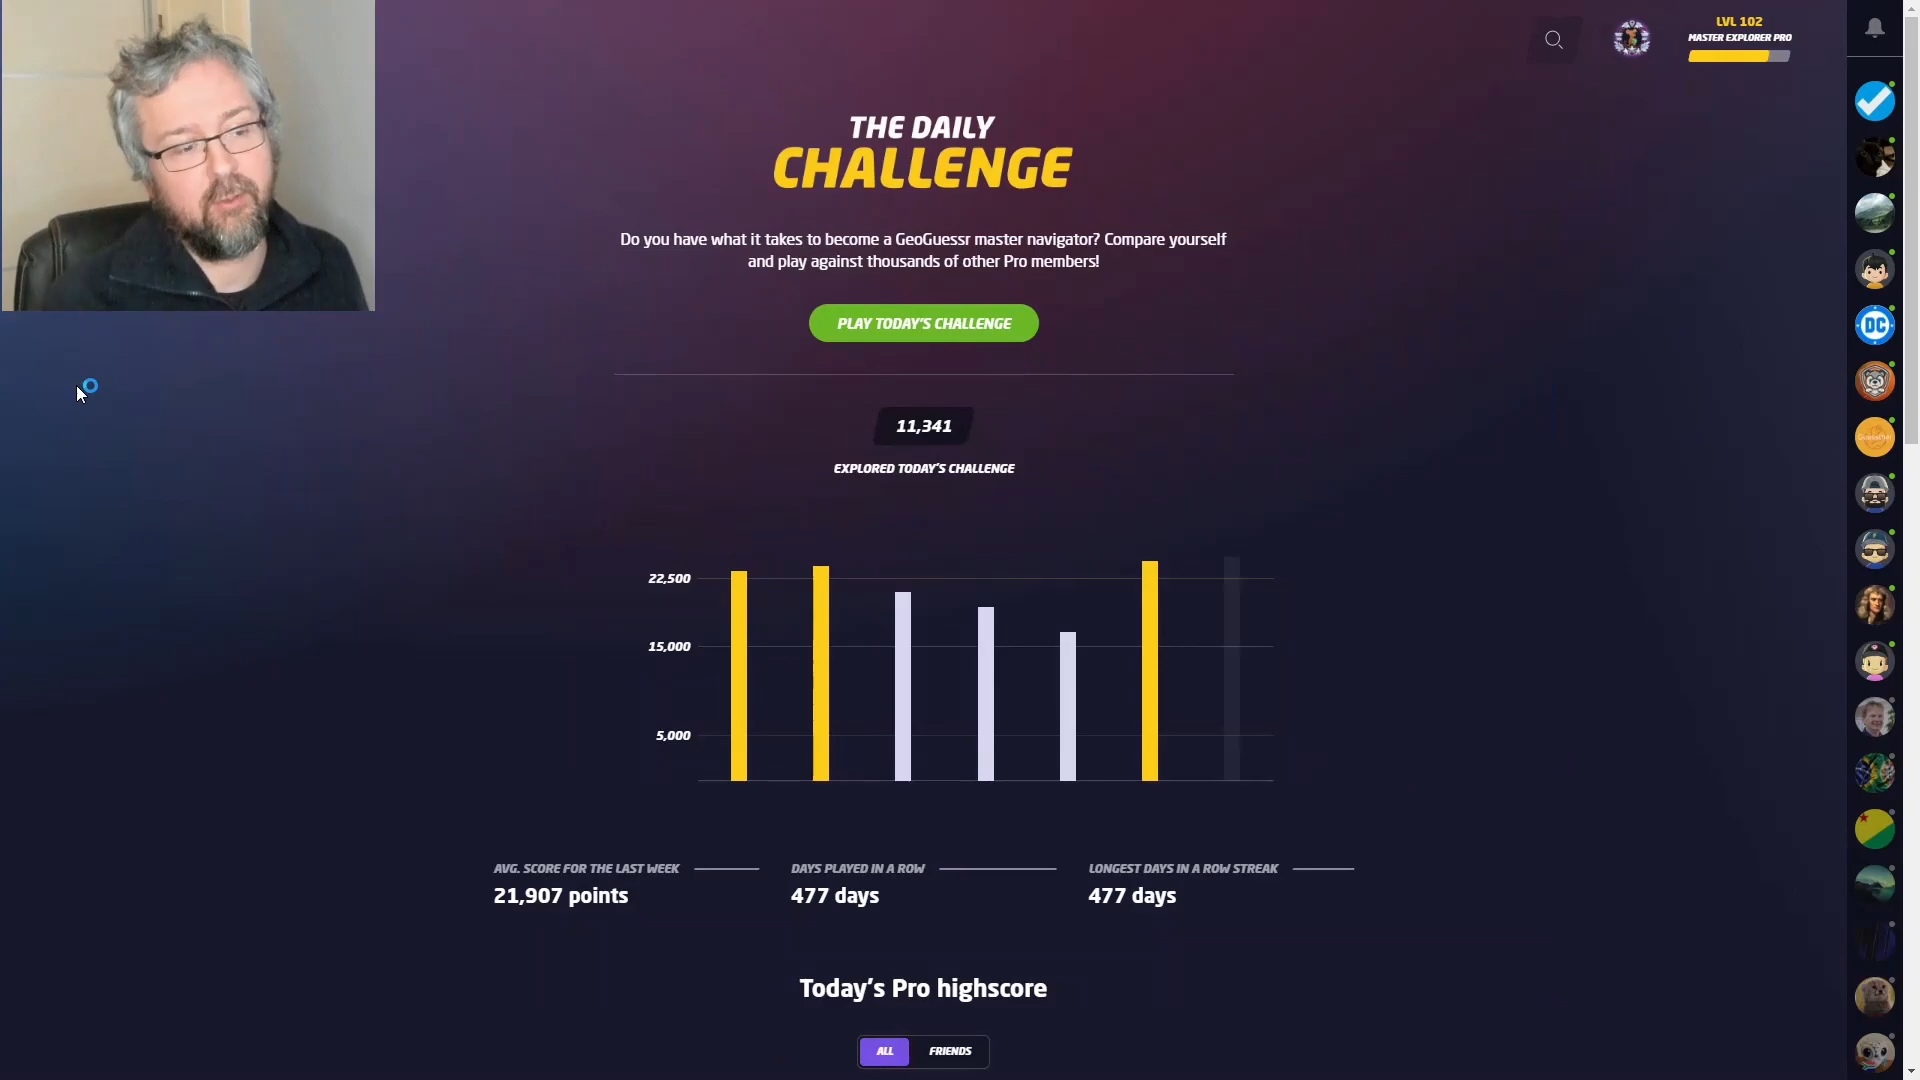 LVL 102
MASTER EXPLORER PRO
THE DAILY
CHALLENGE
Do you have what it takes to become a GeoGuessr master navigator? Compare yourself
and play against thousands of other Pro members!
PLAY TODAY'S CHALLENGE
11,341
EXPLORED TODAY'S CHALLENGE
22,500
15,000
5,000
AVG. SCORE FOR THE LAST WEEK
21,907 points
DAYS PLAYED IN A ROW
477 days
LONGEST DAYS IN A ROW STREAK
477 days
Today's Pro highscore
ALL
FRIENDS
DC